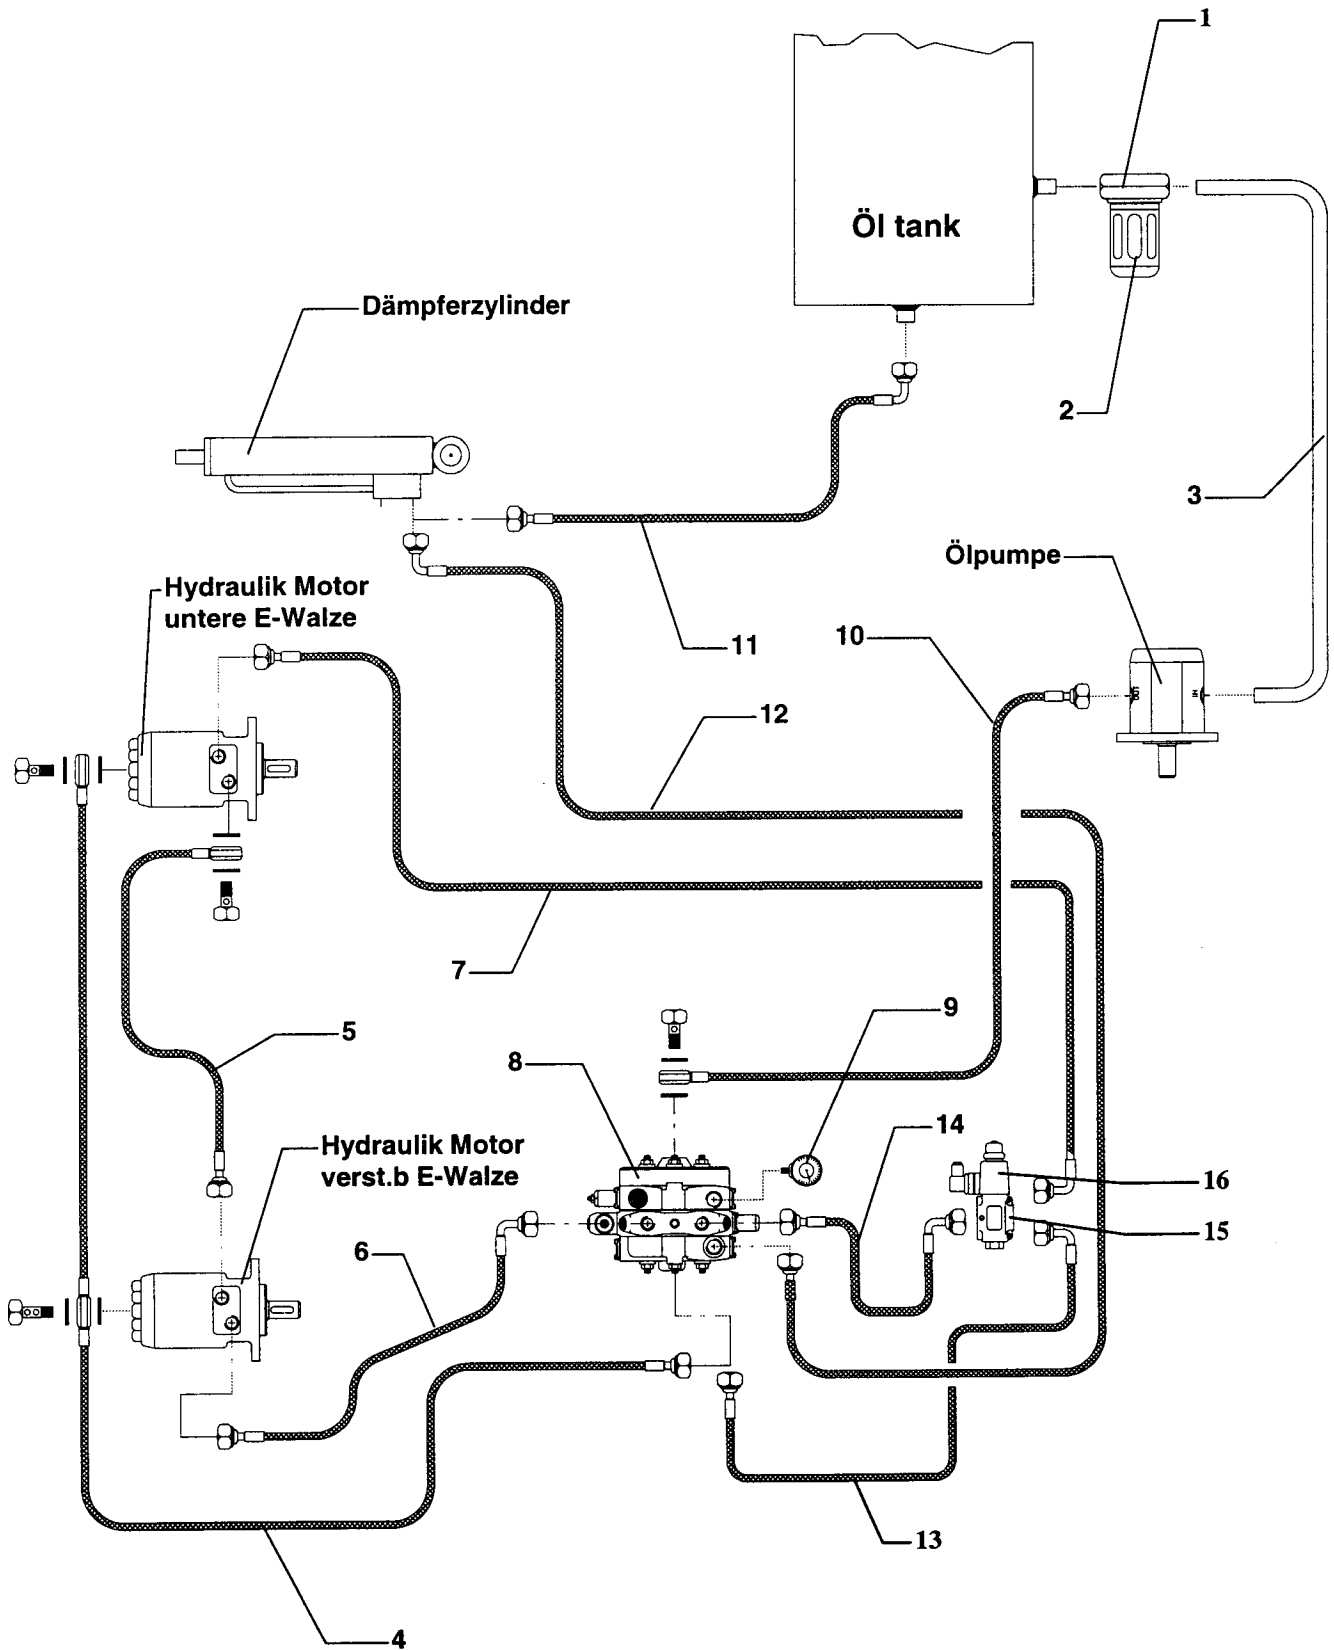 1
Öl tank
Dämpferzylinder
2
3
Ölpumpe
Hydraulik Motor
untere E-Walze
11
10
12
7
9
5
8
14
Hydraulik Motor
verst.b E-Walze
16
15
6
13
4
IN